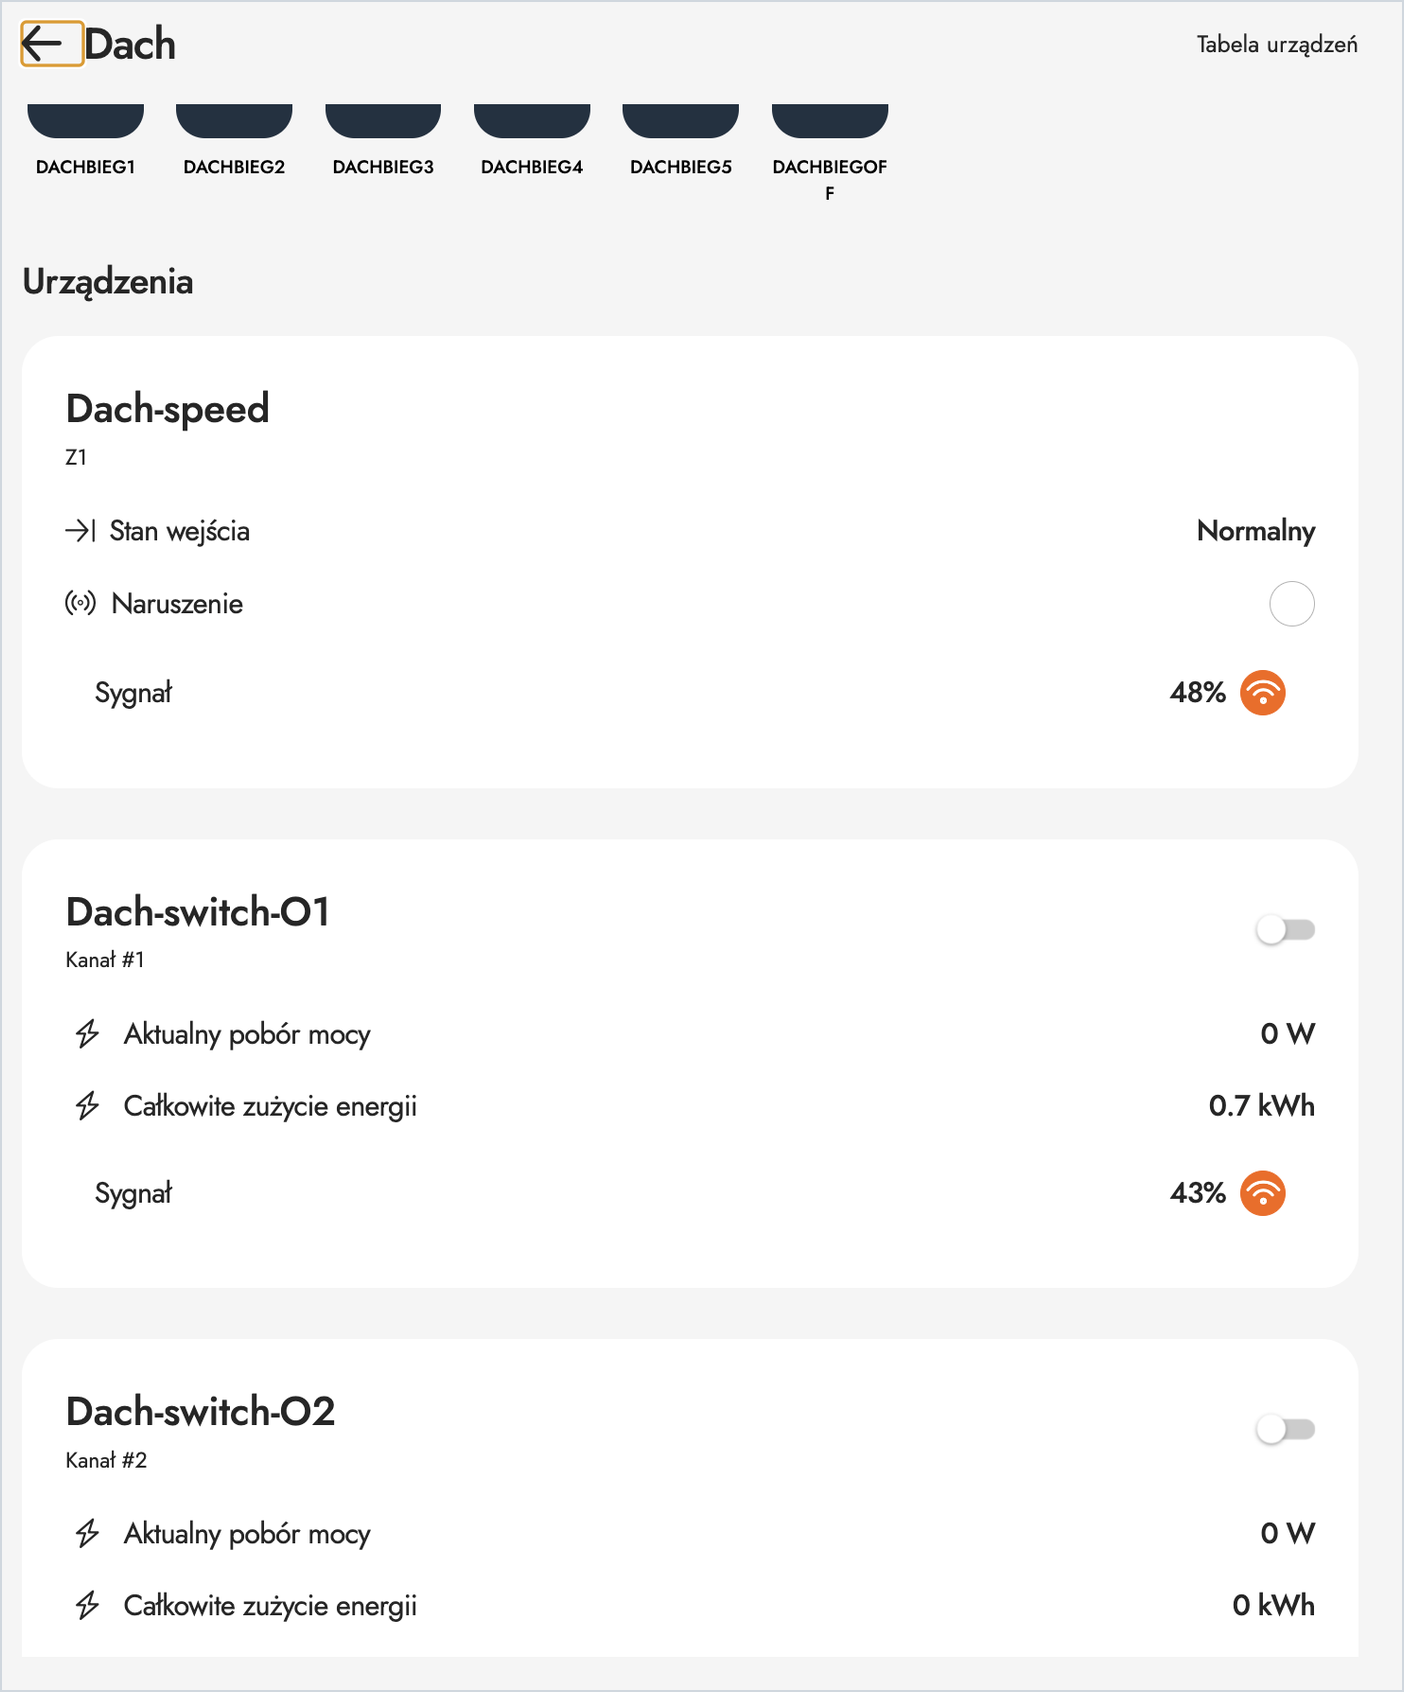 Dach
Tabela urządzeń
DACHBIEG1
DACHBIEG2
DACHBIEG3
DACHBIEG4
DACHBIEG5
DACHBIEGOF
F
Urządzenia
Dach-speed
Z1
Stan wejścia
Normalny
Naruszenie
Sygnał
48%
Dach-switch-O1
Kanał #1
Aktualny pobór mocy
0 W
Całkowite zużycie energii
0.7 kWh
Sygnał
43%
Dach-switch-O2
Kanał #2
Aktualny pobór mocy
0 W
Całkowite zużycie energii
0 kWh